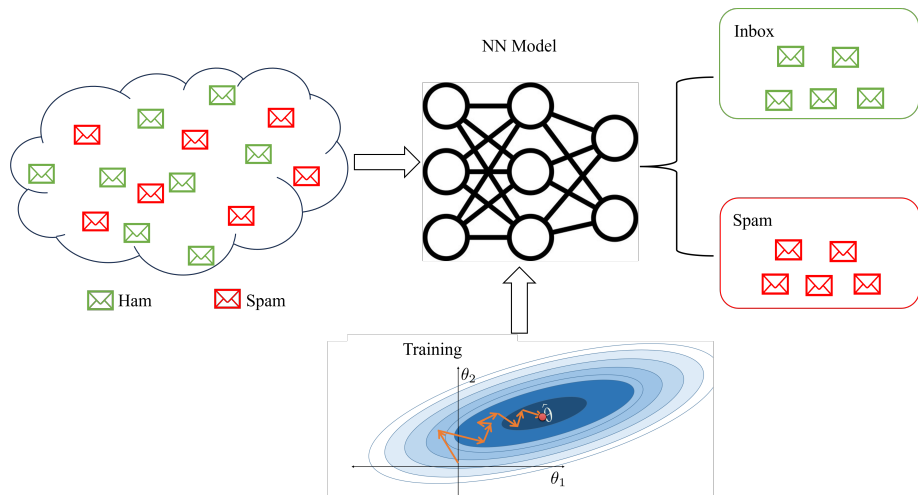 NN Model
Inbox
Spam
Ham
Spam
Training
θ₂
θ̂
θ₁